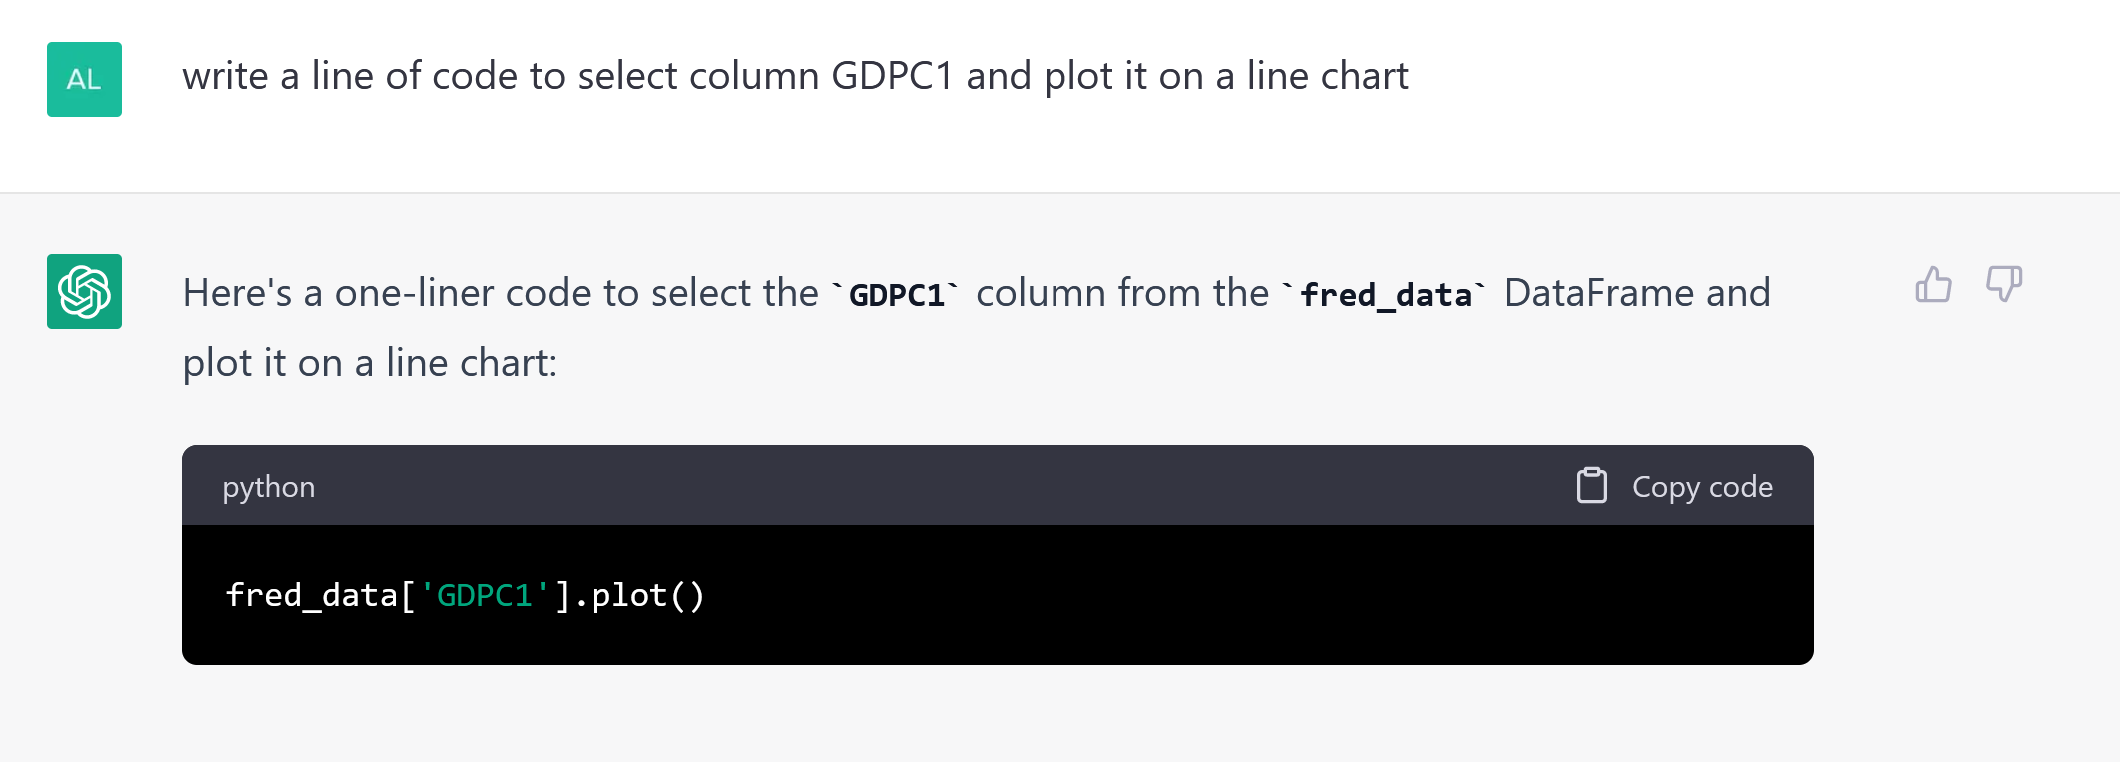 AL
write a line of code to select column GDPC1 and plot it on a line chart
Here's a one-liner code to select the `GDPC1` column from the `fred_data` DataFrame and
plot it on a line chart:
python
Copy code
fred_data['GDPC1'].plot()